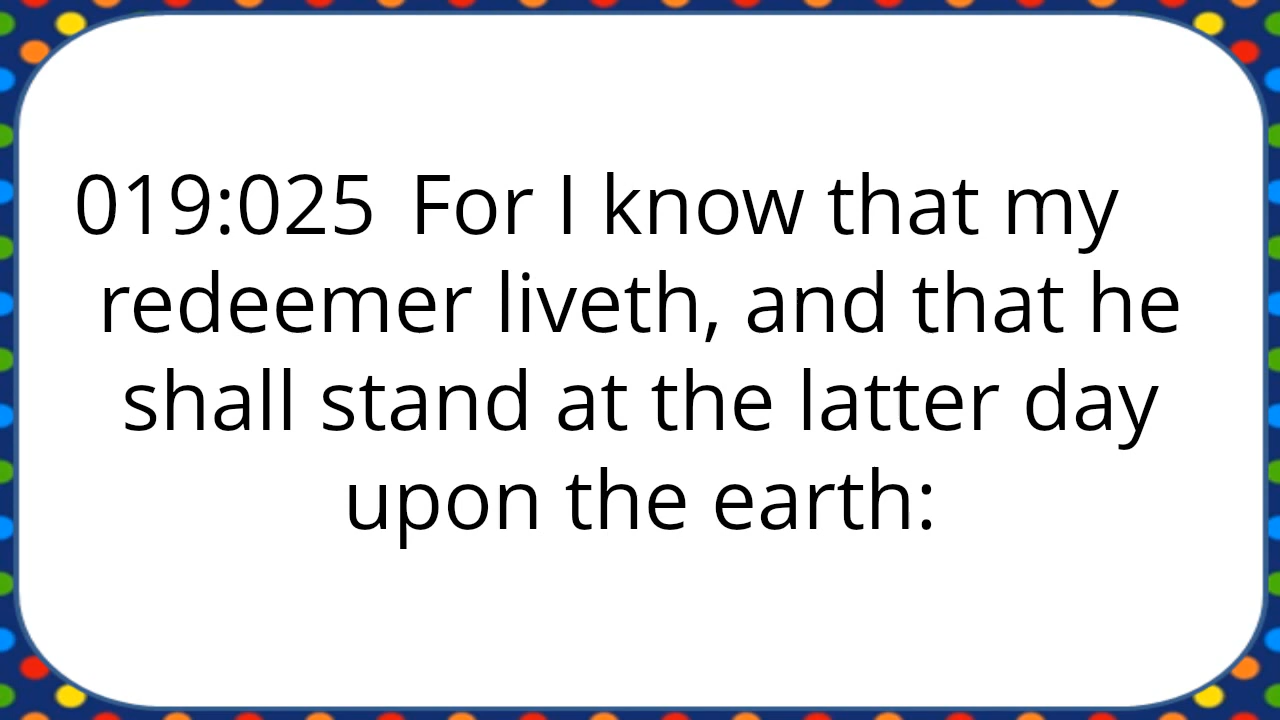 019:025 For I know that my
redeemer liveth, and that he
shall stand at the latter day
upon the earth: